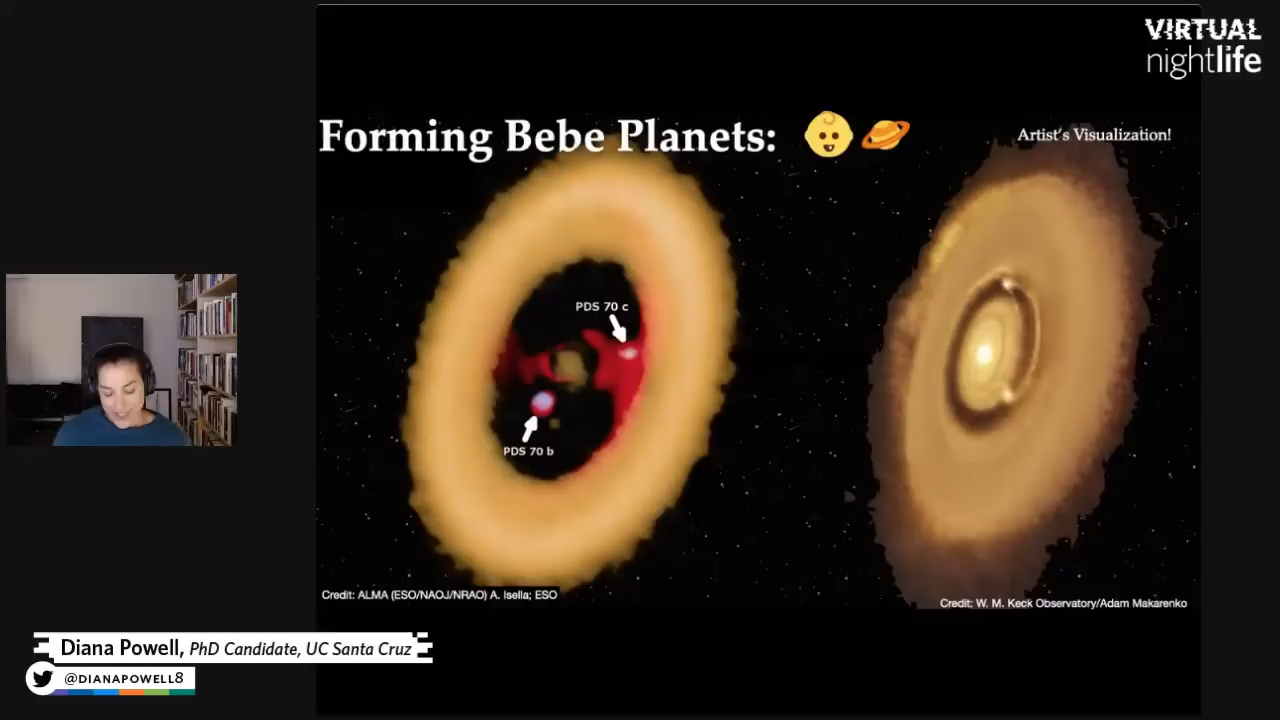 VIRTUAL
nightlife
Forming Bebe Planets:
Artist's Visualization!
PDS 70 c
PDS 70 b
Credit: ALMA (ESO/NAOJ/NRAO) A. Isella; ESO
Credit: W. M. Keck Observatory/Adam Makarenko
Diana Powell, PhD Candidate, UC Santa Cruz
@DIANAPOWELL8